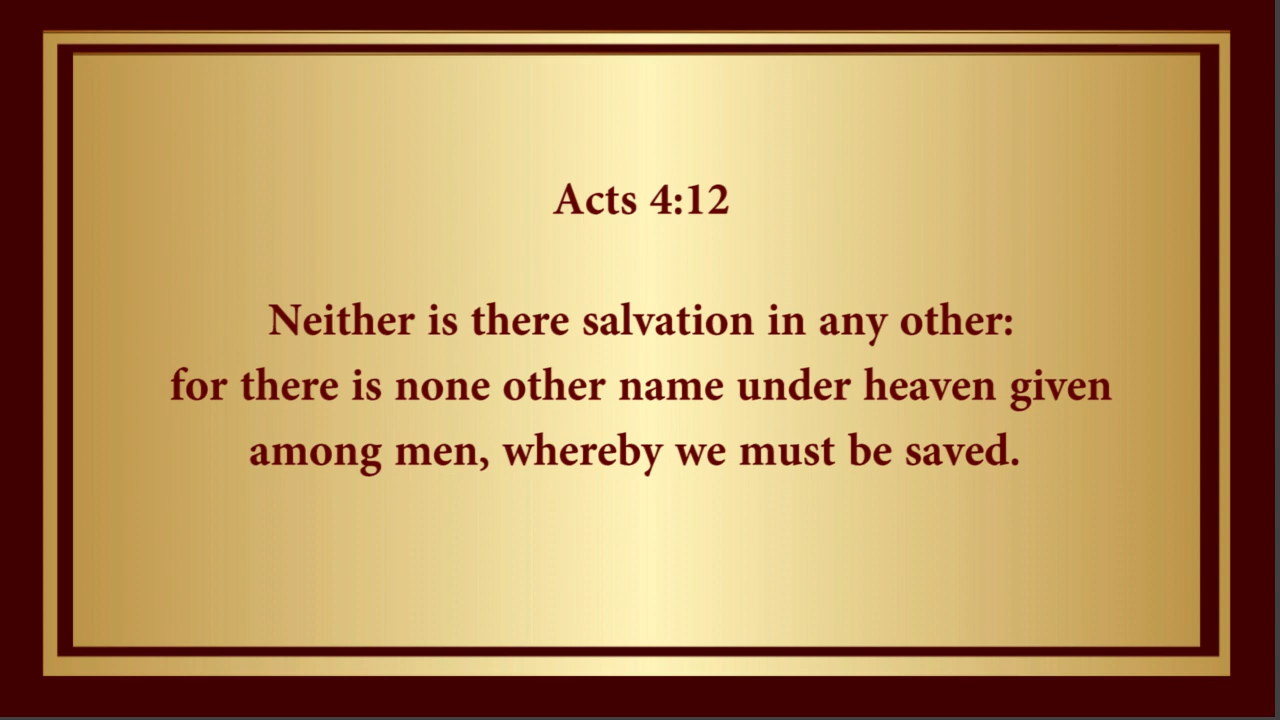 Acts 4:12
Neither is there salvation in any other:
for there is none other name under heaven given
among men, whereby we must be saved.